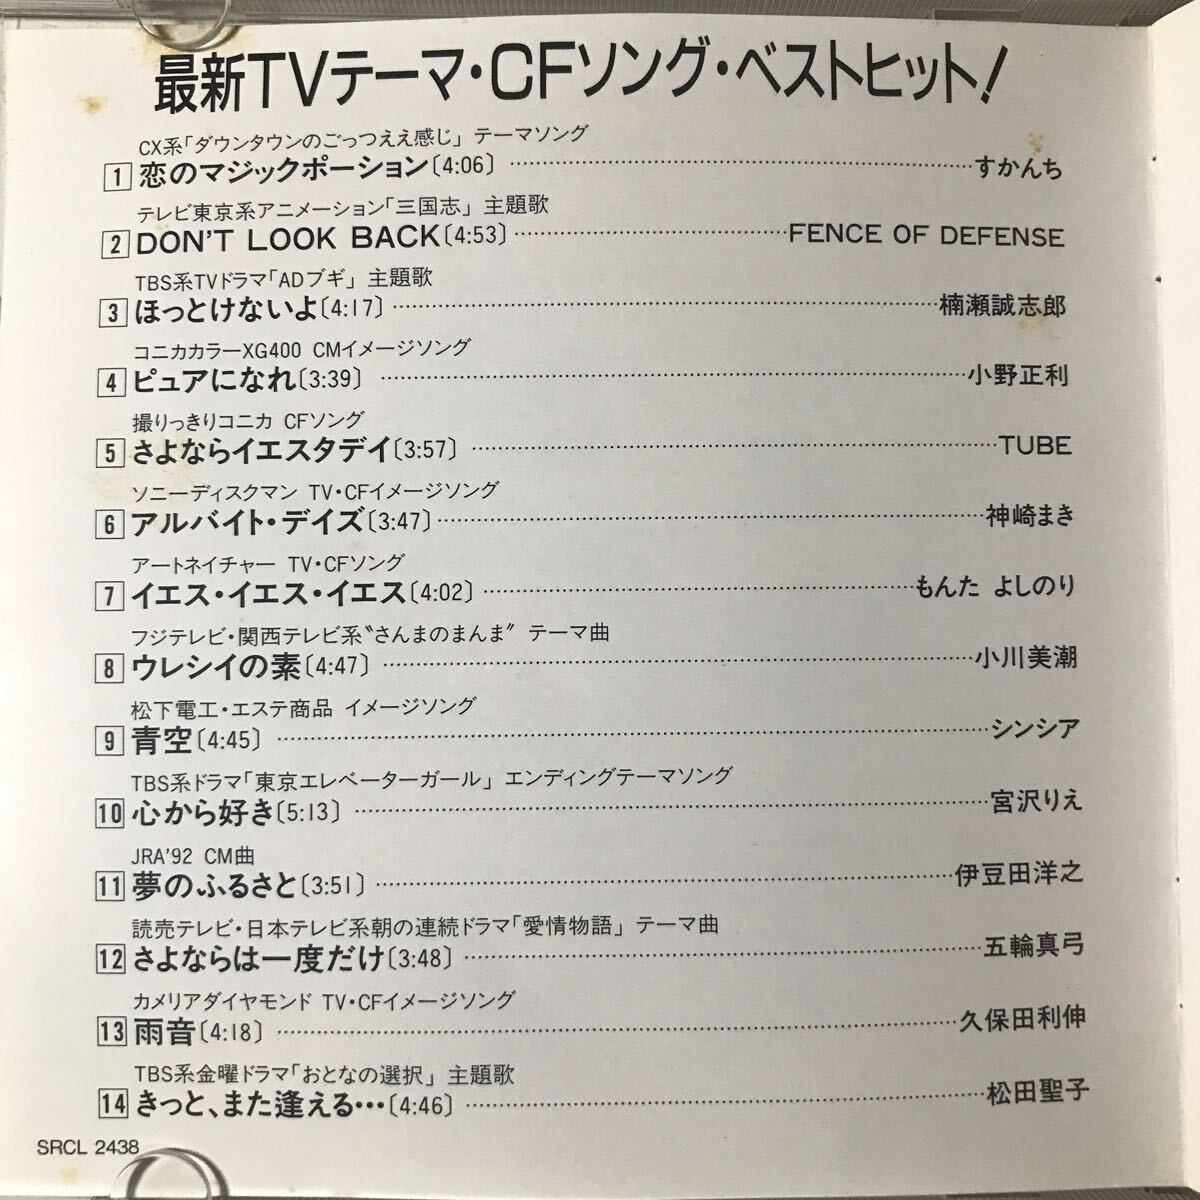 最新TVテーマ・CFソング・ベストヒット!
CX系「ダウンタウンのごっつええ感じ」テーマソング
1 恋のマジックポーション〔4:06〕 すかんち
テレビ東京系アニメーション「三国志」主題歌
2 DON'T LOOK BACK〔4:53〕 FENCE OF DEFENSE
TBS系TVドラマ「ADブギ」主題歌
3 ほっとけないよ〔4:17〕 楠瀬誠志郎
コニカカラーXG400 CMイメージソング
4 ピュアになれ〔3:39〕 小野正利
撮りっきりコニカ CFソング
5 さよならイエスタデイ〔3:57〕 TUBE
ソニーディスクマン TV・CFイメージソング
6 アルバイト・デイズ〔3:47〕 神崎まき
アートネイチャー TV・CFソング
7 イエス・イエス・イエス〔4:02〕 もんた よしのり
フジテレビ・関西テレビ系〝さんまのまんま〞テーマ曲
8 ウレシイの素〔4:47〕 小川美潮
松下電工・エステ商品 イメージソング
9 青空〔4:45〕 シンシア
TBS系ドラマ「東京エレベーターガール」エンディングテーマソング
10 心から好き〔5:13〕 宮沢りえ
JRA'92 CM曲
11 夢のふるさと〔3:51〕 伊豆田洋之
読売テレビ・日本テレビ系朝の連続ドラマ「愛情物語」テーマ曲
12 さよならは一度だけ〔3:48〕 五輪真弓
カメリアダイヤモンド TV・CFイメージソング
13 雨音〔4:18〕 久保田利伸
TBS系金曜ドラマ「おとなの選択」主題歌
14 きっと、また逢える…〔4:46〕 松田聖子
SRCL 2438